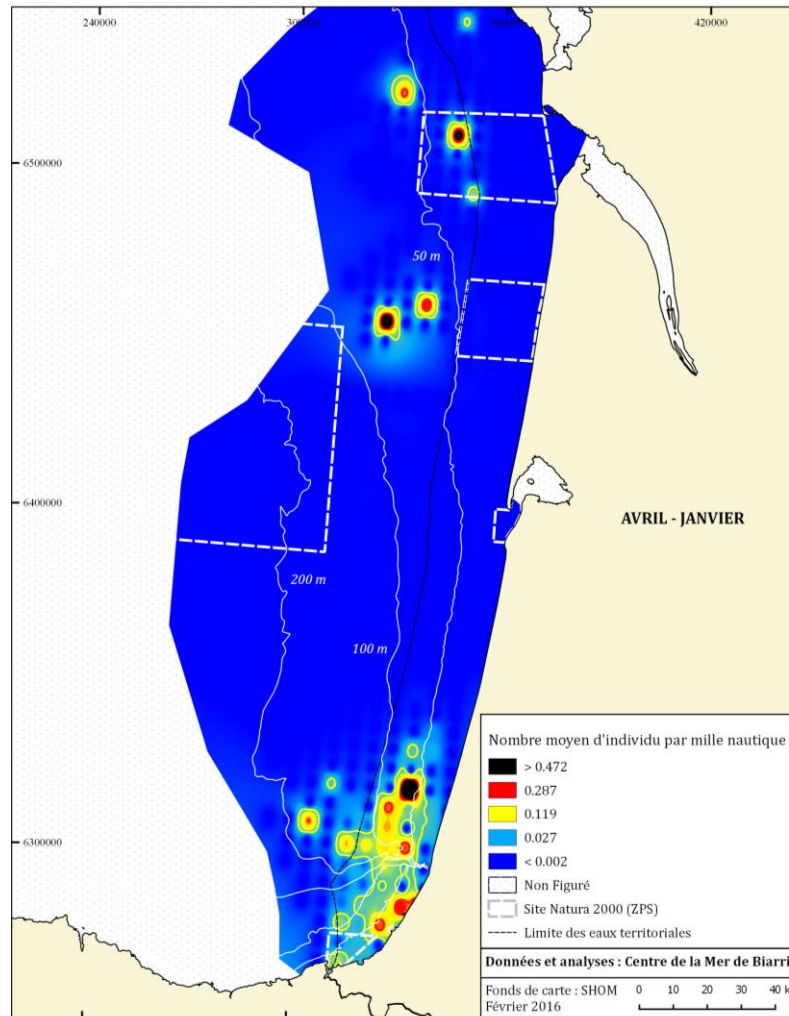 240000
420000
6500000
50 m
6400000
AVRIL - JANVIER
200 m
100 m
Nombre moyen d'individu par mille nautique
> 0.472
0.287
0.119
0.027
< 0.002
6300000
Non Figuré
Site Natura 2000 (ZPS)
Limite des eaux territoriales
Données et analyses : Centre de la Mer de Biarri
Fonds de carte : SHOM
Février 2016
0 10 20 30 40 k